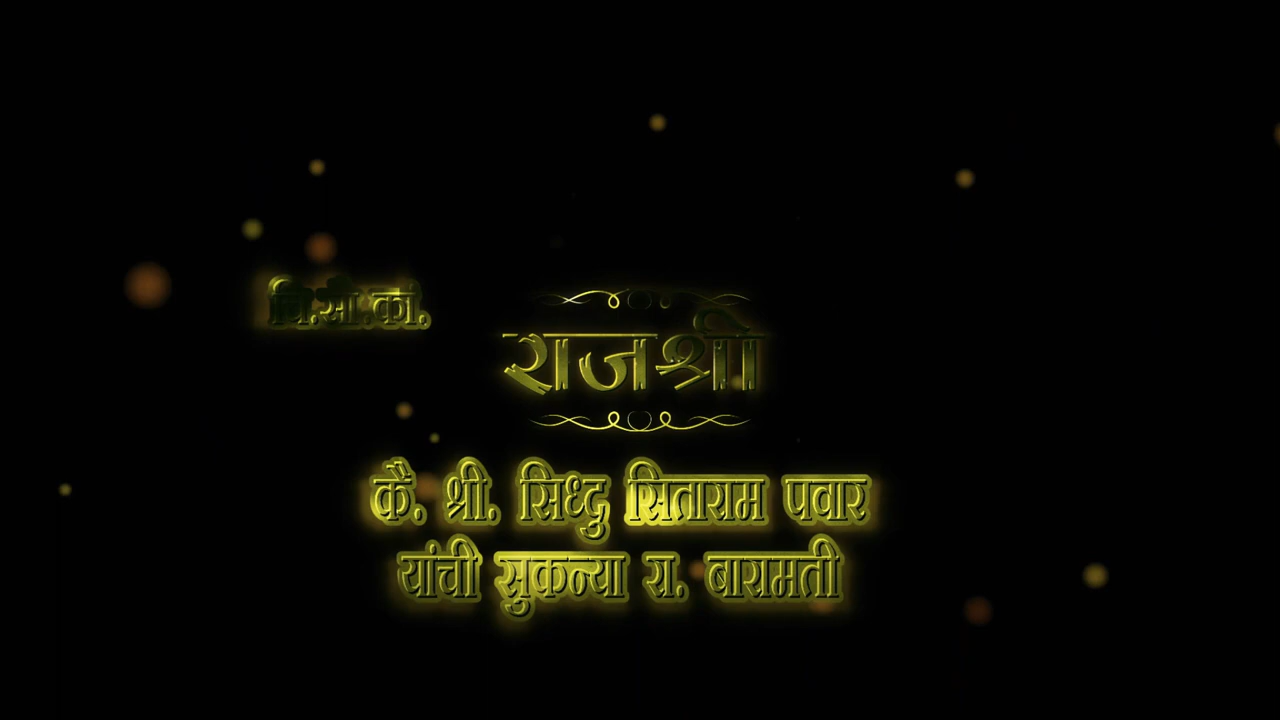 चि.सौ.कां.
राजश्री
कै. श्री. सिध्दु सिताराम पवार
यांची सुकन्या रा. बारामती